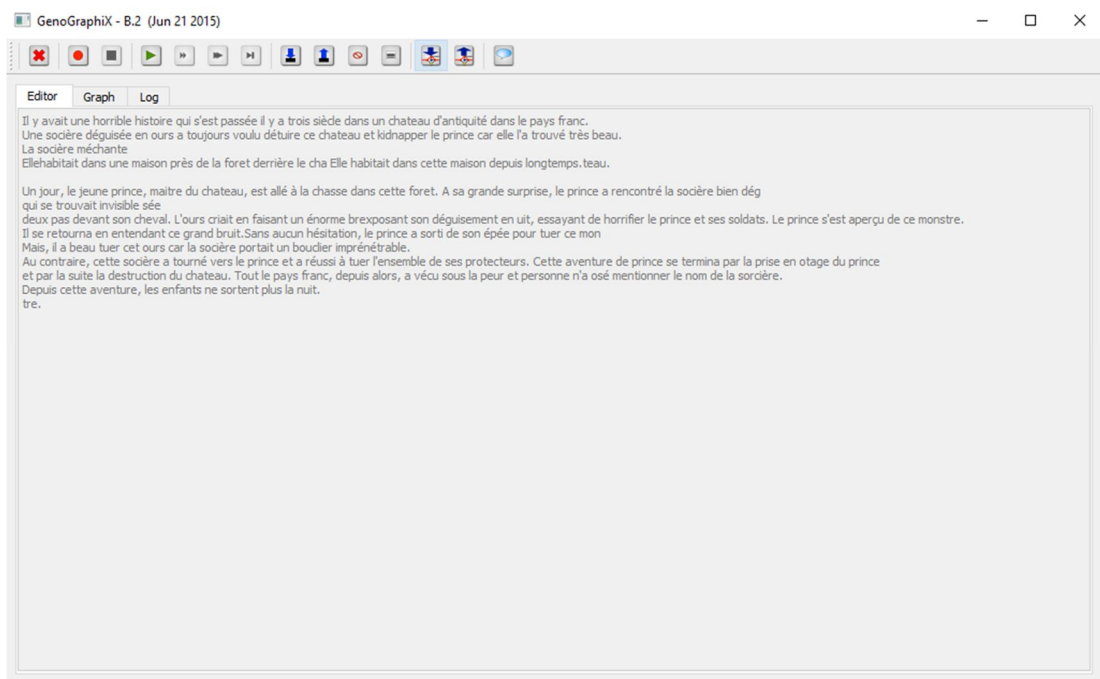 GenoGraphiX - B.2 (Jun 21 2015)
Editor Graph Log
Il y avait une horrible histoire qui s'est passée il y a trois siècle dans un chateau d'antiquité dans le pays franc.
Une socière déguisée en ours a toujours voulu détuire ce chateau et kidnapper le prince car elle l'a trouvé très beau.
La socière méchante
Ellehabitait dans une maison près de la foret derrière le cha Elle habitait dans cette maison depuis longtemps.teau.
Un jour, le jeune prince, maitre du chateau, est allé à la chasse dans cette foret. A sa grande surprise, le prince a rencontré la socière bien dég
qui se trouvait invisible sée
deux pas devant son cheval. L'ours criait en faisant un énorme brexposant son déguisement en uit, essayant de horrifier le prince et ses soldats. Le prince s'est aperçu de ce monstre.
Il se retourna en entendant ce grand bruit.Sans aucun hésitation, le prince a sorti de son épée pour tuer ce mon
Mais, il a beau tuer cet ours car la socière portait un bouclier imprénétrable.
Au contraire, cette socière a tourné vers le prince et a réussi à tuer l'ensemble de ses protecteurs. Cette aventure de prince se termina par la prise en otage du prince
et par la suite la destruction du chateau. Tout le pays franc, depuis alors, a vécu sous la peur et personne n'a osé mentionner le nom de la sorcière.
Depuis cette aventure, les enfants ne sortent plus la nuit.
tre.